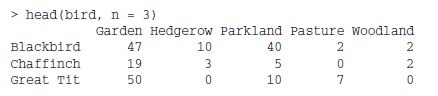 > head(bird, n = 3)
Garden Hedgerow Parkland Pasture Woodland
Blackbird 47 10 40 2 2
Chaffinch 19 3 5 0 2
Great Tit 50 0 10 7 0